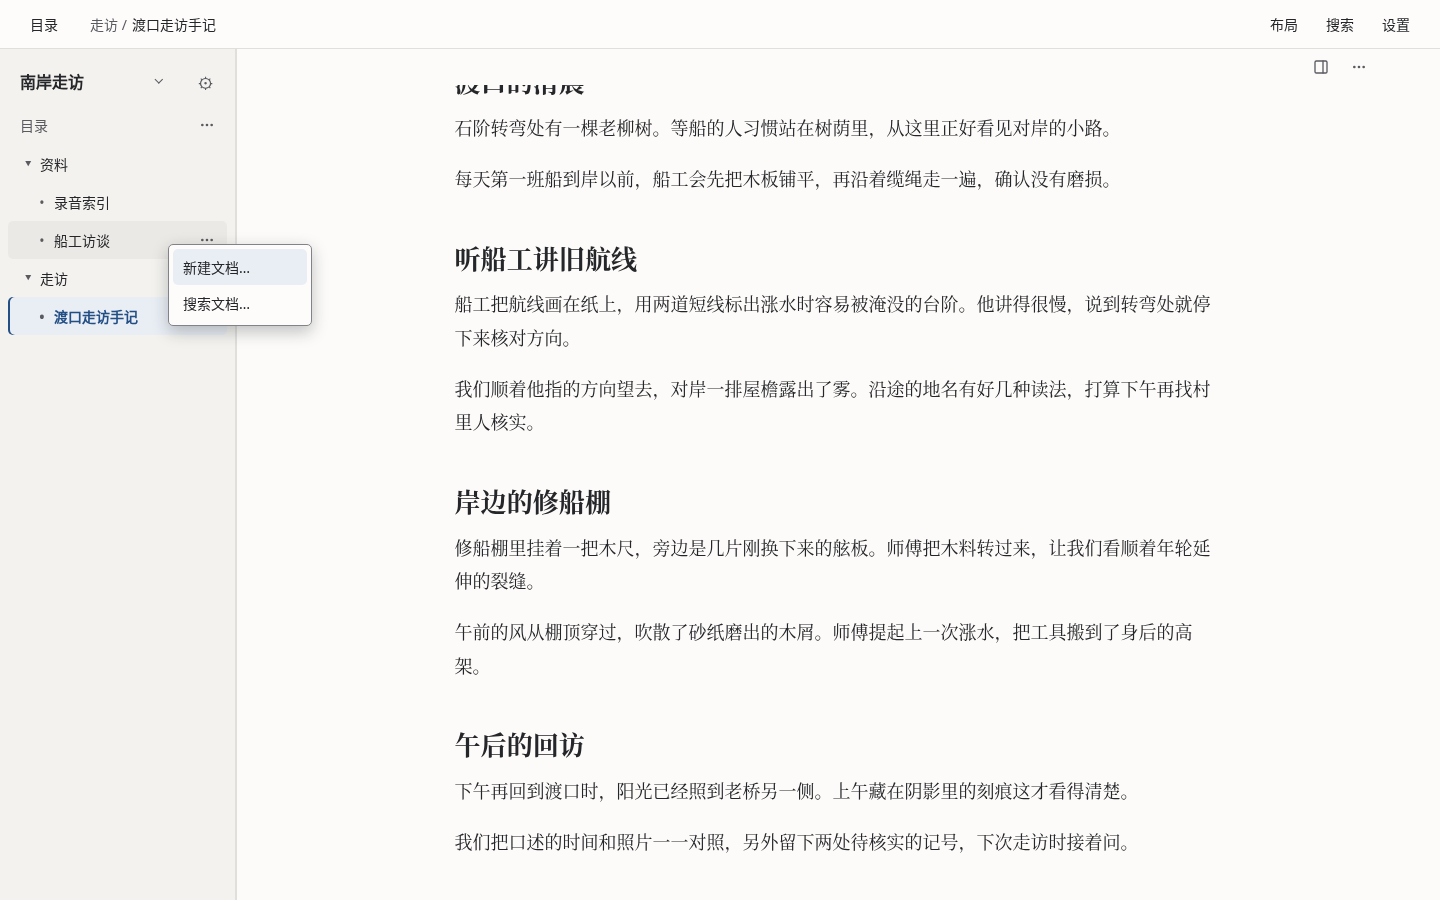 目录
走访 / 渡口走访手记
布局
搜索
设置
南岸走访
目录
资料
录音索引
船工访谈
走访
渡口走访手记
新建文档...
搜索文档...
石阶转弯处有一棵老柳树。等船的人习惯站在树荫里，从这里正好看见对岸的小路。
每天第一班船到岸以前，船工会先把木板铺平，再沿着缆绳走一遍，确认没有磨损。
听船工讲旧航线
船工把航线画在纸上，用两道短线标出涨水时容易被淹没的台阶。他讲得很慢，说到转弯处就停
下来核对方向。
我们顺着他指的方向望去，对岸一排屋檐露出了雾。沿途的地名有好几种读法，打算下午再找村
里人核实。
岸边的修船棚
修船棚里挂着一把木尺，旁边是几片刚换下来的舷板。师傅把木料转过来，让我们看顺着年轮延
伸的裂缝。
午前的风从棚顶穿过，吹散了砂纸磨出的木屑。师傅提起上一次涨水，把工具搬到了身后的高
架。
午后的回访
下午再回到渡口时，阳光已经照到老桥另一侧。上午藏在阴影里的刻痕这才看得清楚。
我们把口述的时间和照片一一对照，另外留下两处待核实的记号，下次走访时接着问。